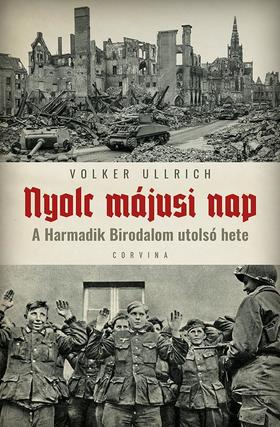 VOLKER ULLRICH
Nyolc májusi nap
A Harmadik Birodalom utolsó hete
CORVINA